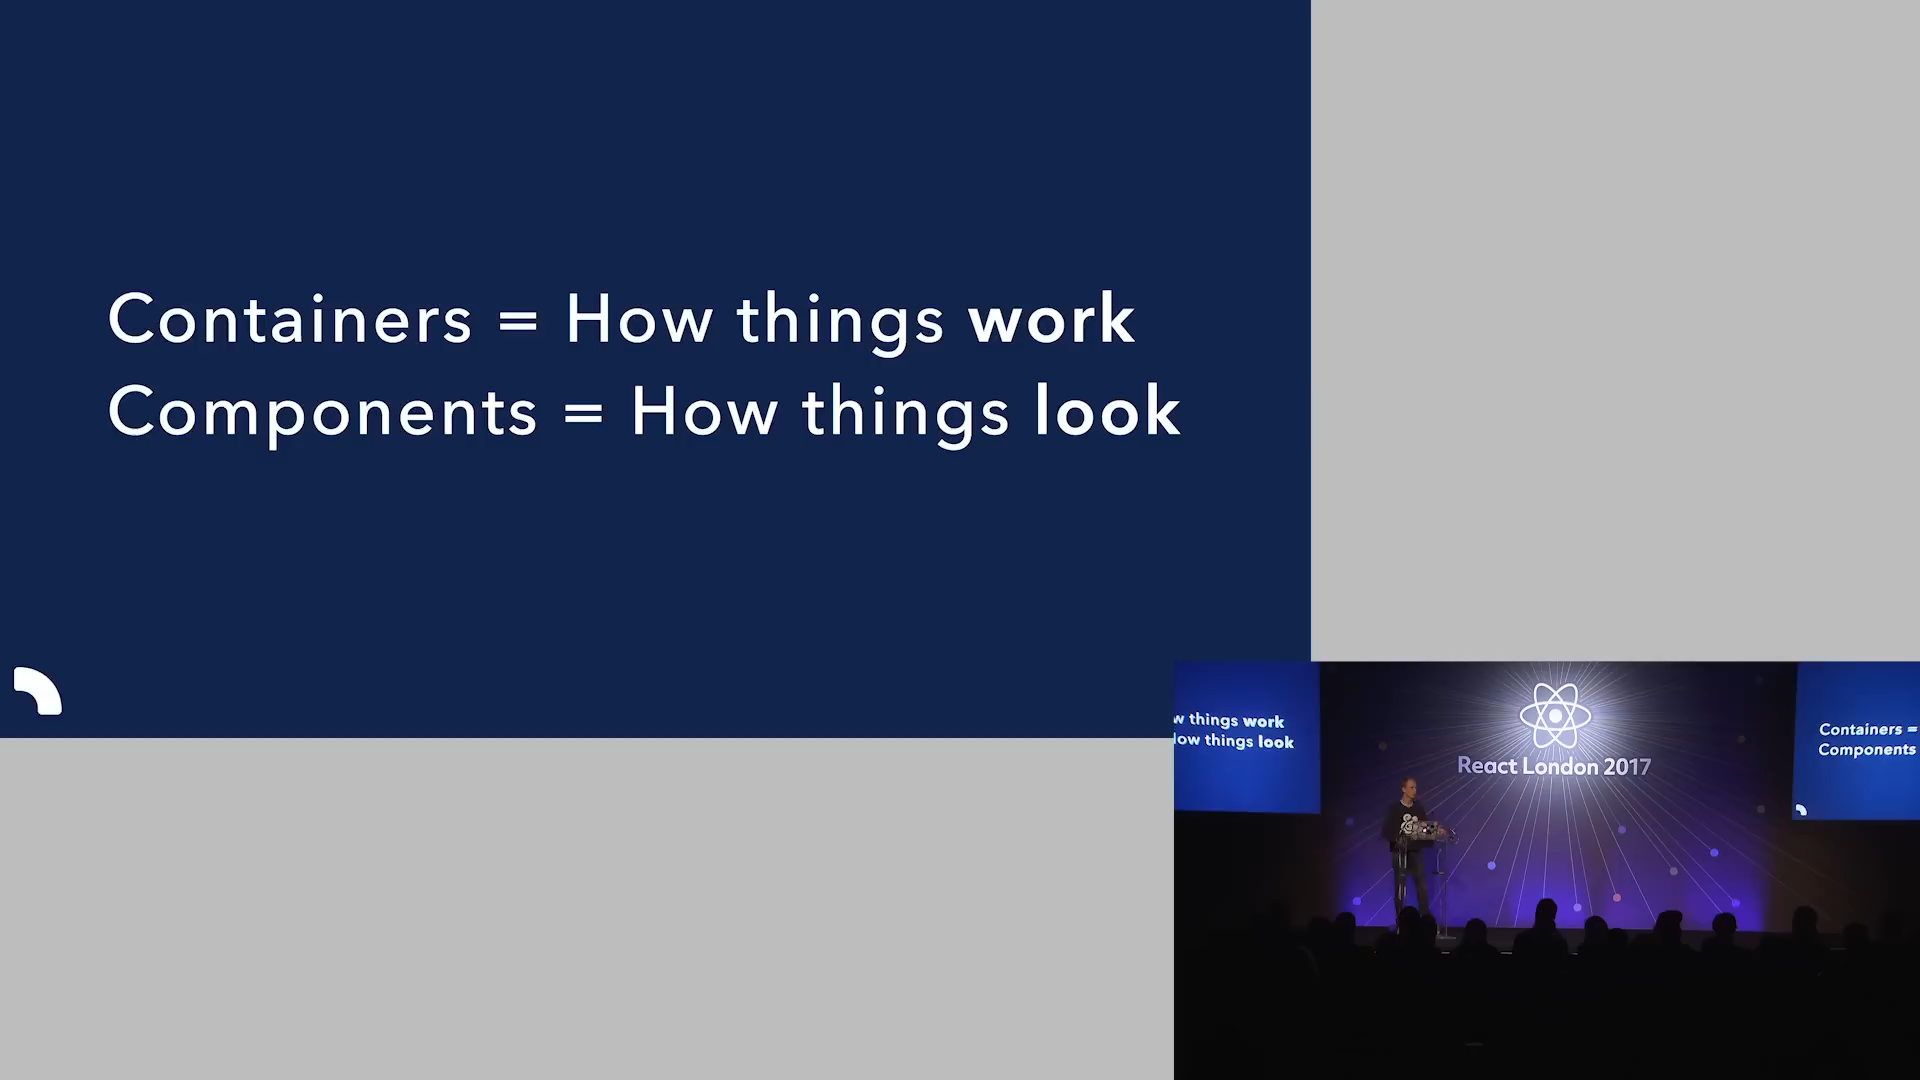 Containers = How things work
Components = How things look
w things work
low things look
React London 2017
Containers =
Components